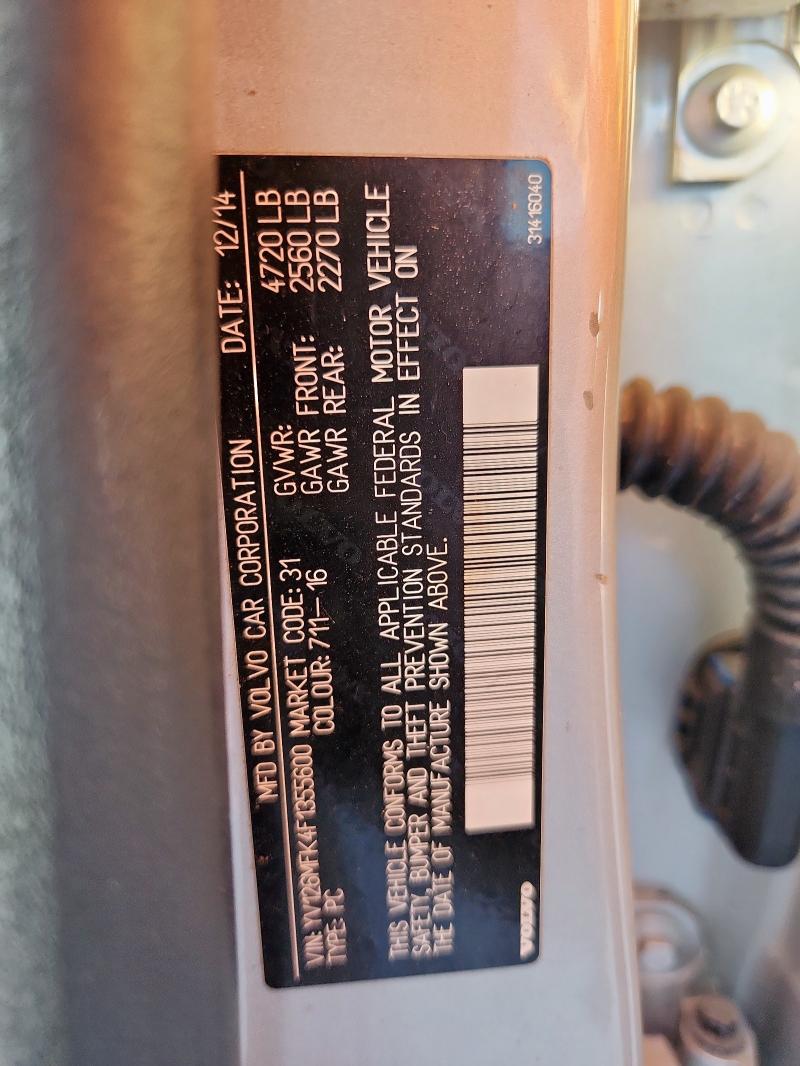 MFD BY VOLVO CAR CORPORATION DATE: 12/14
VIN: YV126MFK4F1355600 MARKET CODE: 31 GVWR: 4720 LB
TYPE: PC COLOUR: 711-16 GAWR FRONT: 2560 LB
GAWR REAR: 2270 LB
THIS VEHICLE CONFORMS TO ALL APPLICABLE FEDERAL MOTOR VEHICLE
SAFETY, BUMPER AND THEFT PREVENTION STANDARDS IN EFFECT ON
THE DATE OF MANUFACTURE SHOWN ABOVE.
VOLVO 31416040